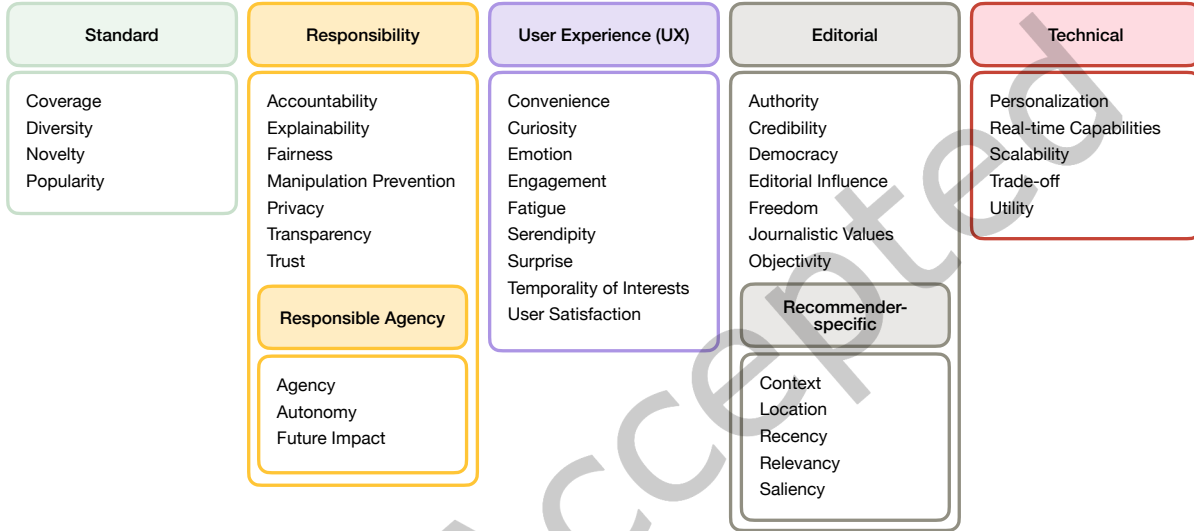 Standard
Coverage
Diversity
Novelty
Popularity
Responsibility
Accountability
Explainability
Fairness
Manipulation Prevention
Privacy
Transparency
Trust
Responsible Agency
Agency
Autonomy
Future Impact
User Experience (UX)
Convenience
Curiosity
Emotion
Engagement
Fatigue
Serendipity
Surprise
Temporality of Interests
User Satisfaction
Editorial
Authority
Credibility
Democracy
Editorial Influence
Freedom
Journalistic Values
Objectivity
Recommender-
specific
Context
Location
Recency
Relevancy
Saliency
Technical
Personalization
Real-time Capabilities
Scalability
Trade-off
Utility
Accepted